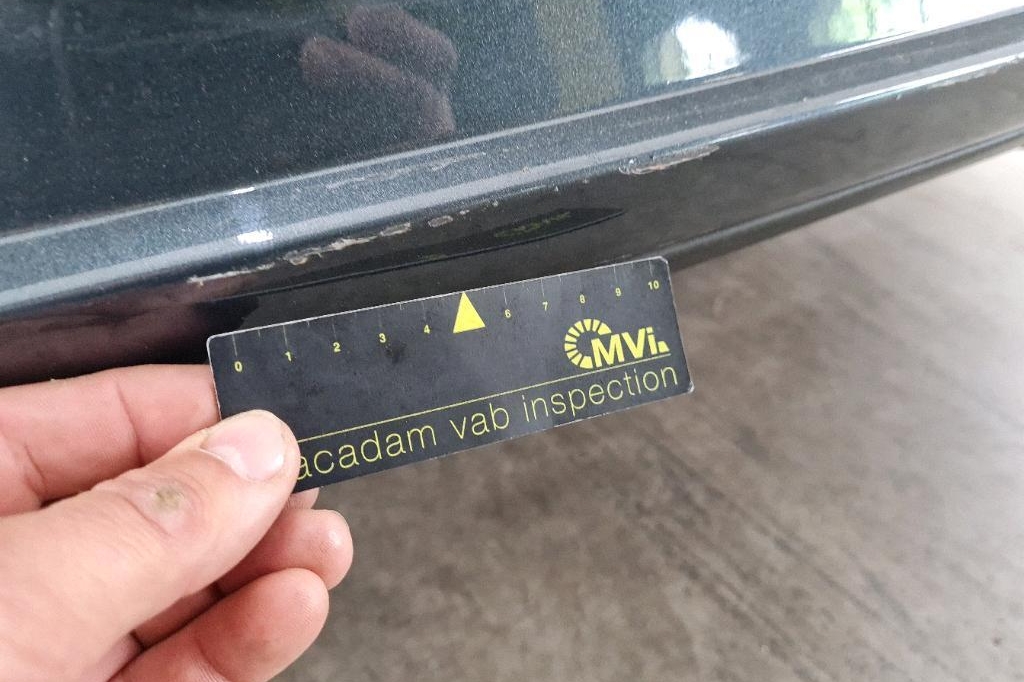 0 1 2 3 4 6 7 8 9 10
MVi.
acadam vab inspection